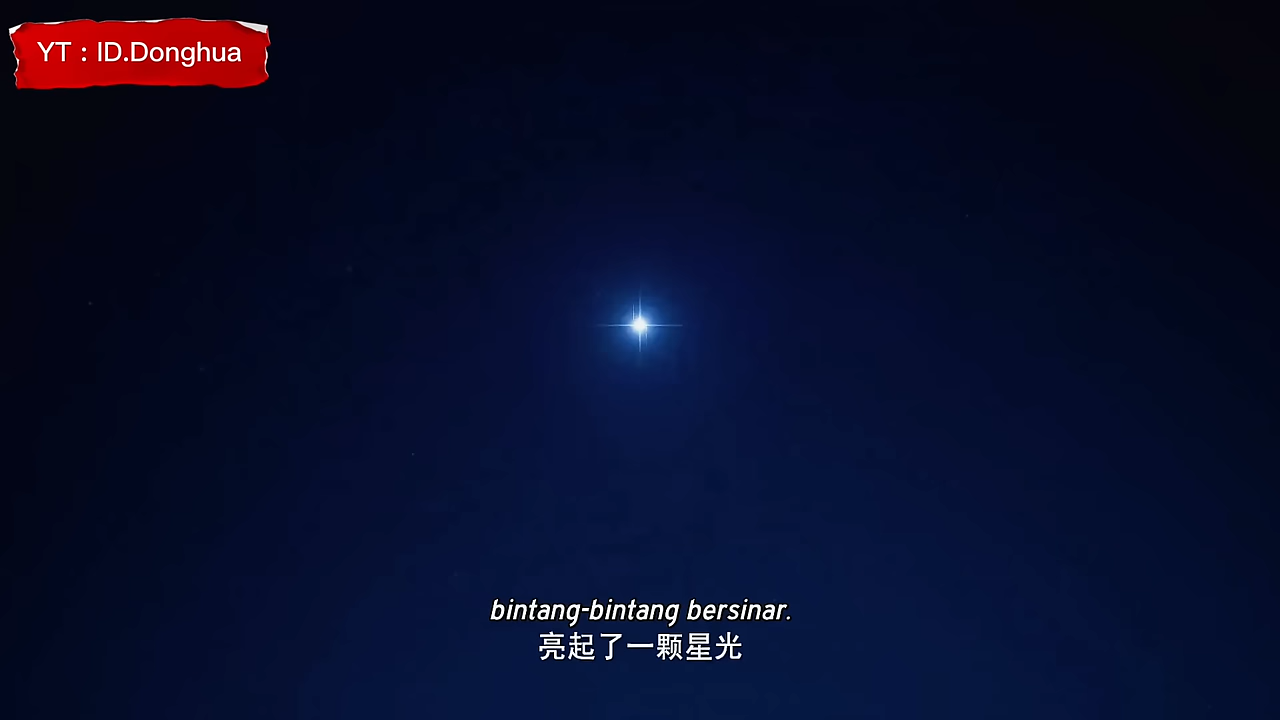 YT : ID.Donghua
bintang-bintang bersinar.
亮起了一颗星光